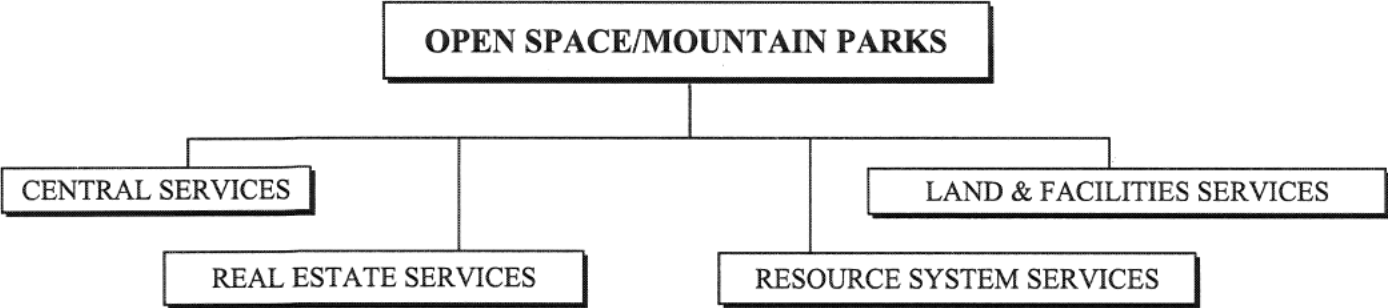 OPEN SPACE/MOUNTAIN PARKS
CENTRAL SERVICES
LAND & FACILITIES SERVICES
REAL ESTATE SERVICES
RESOURCE SYSTEM SERVICES